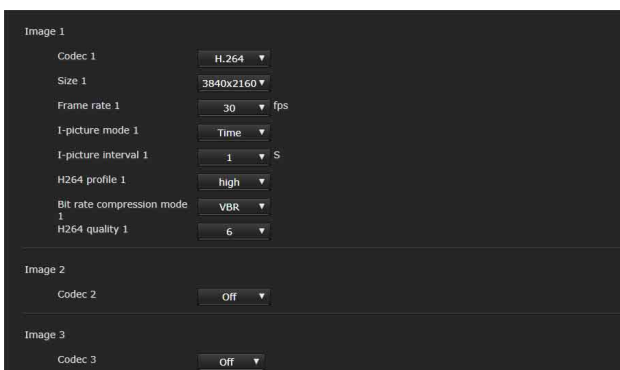 Image 1
Codec 1 H.264 ▼
Size 1 3840x2160 ▼
Frame rate 1 30 ▼ fps
I-picture mode 1 Time ▼
I-picture interval 1 1 ▼ S
H264 profile 1 high ▼
Bit rate compression mode VBR ▼
1
H264 quality 1 6 ▼
Image 2
Codec 2 Off ▼
Image 3
Codec 3 Off ▼